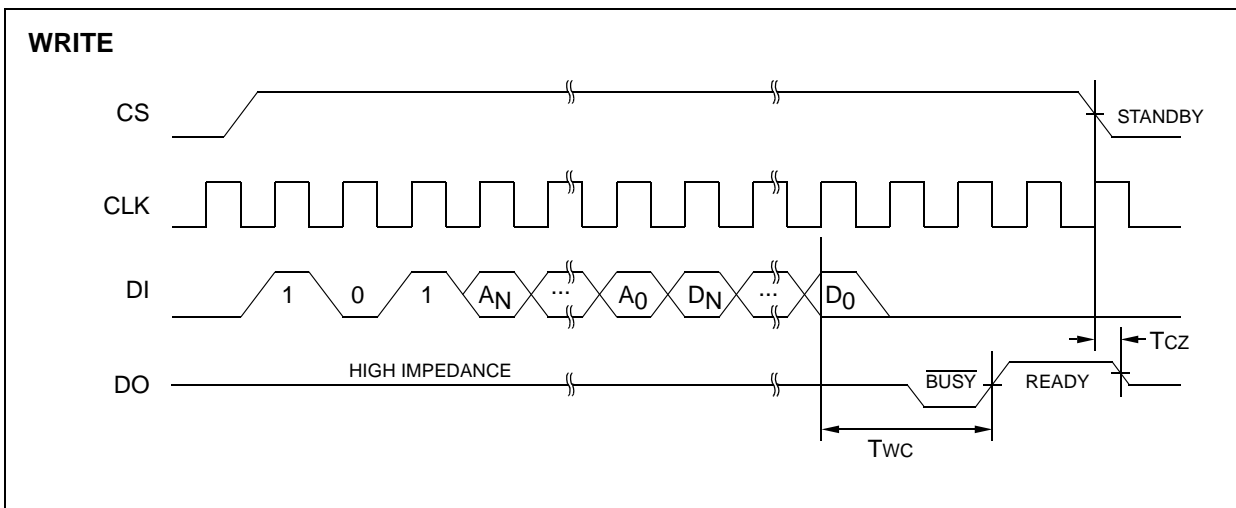 WRITE
CS
STANDBY
CLK
DI
1 0 1 AN ... A0 DN ... D0
TCZ
DO
HIGH IMPEDANCE
BUSY
READY
TWC